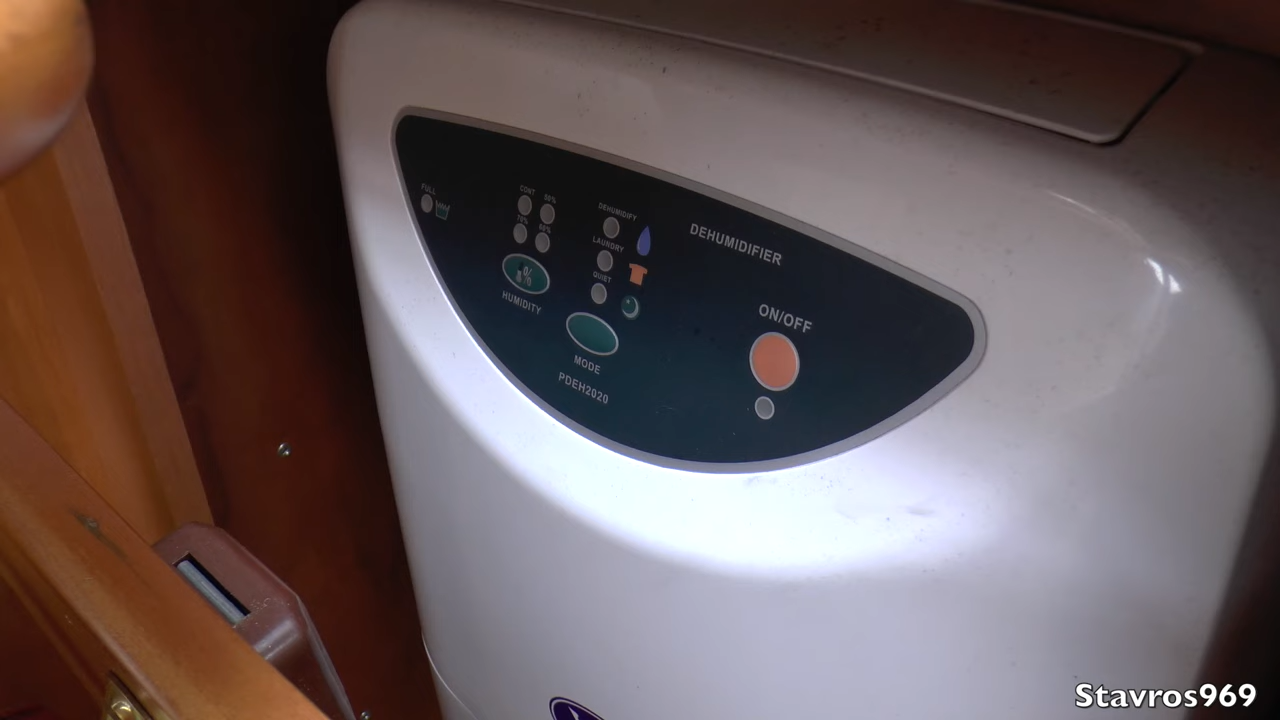 FULL
CONT 80%
70% 60%
HUMIDITY
DEHUMIDIFY
LAUNDRY
QUIET
MODE
PDEH2020
DEHUMIDIFIER
ON/OFF
Stavros969